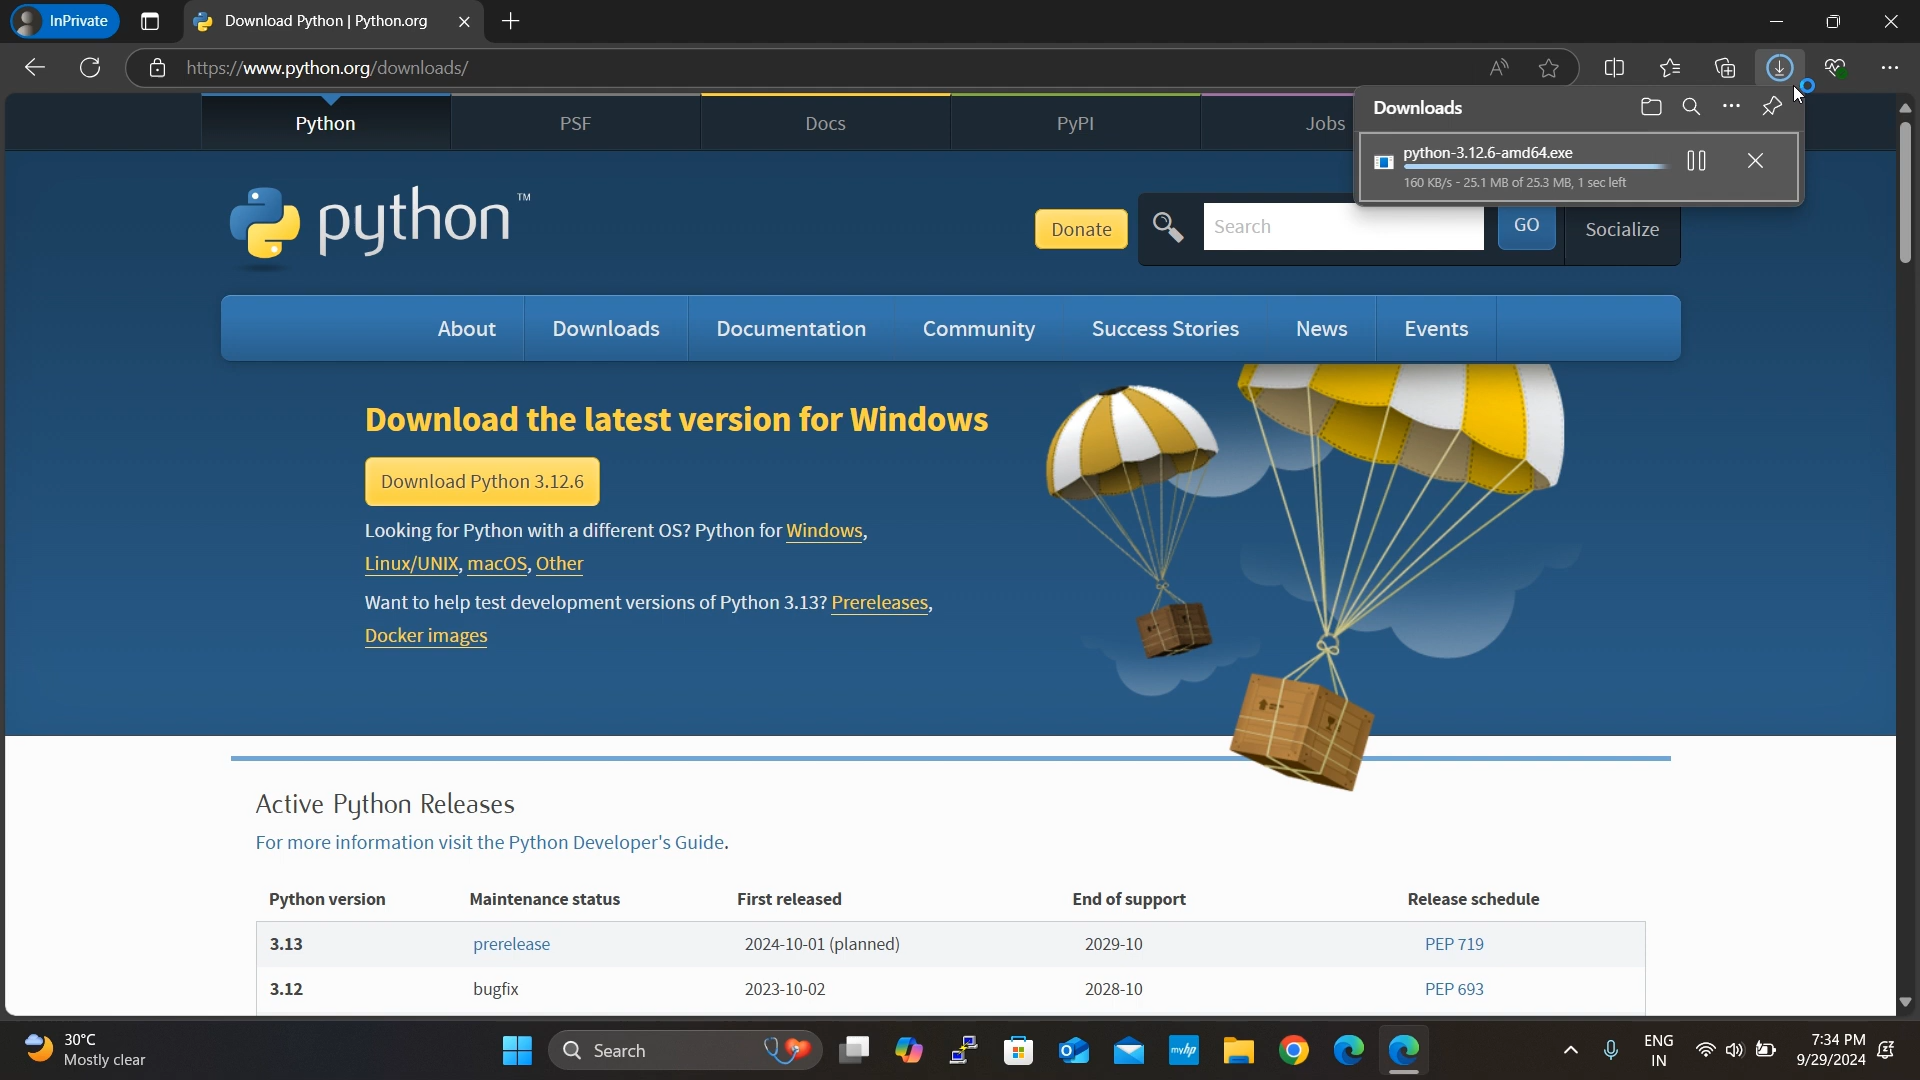 InPrivate
Download Python | Python.org
https://www.python.org/downloads/
Python
PSF
Docs
PyPI
Jobs
Downloads
python-3.12.6-amd64.exe
160 KB/s - 25.1 MB of 25.3 MB, 1 sec left
python™
Donate
Search
GO
Socialize
About
Downloads
Documentation
Community
Success Stories
News
Events
Download the latest version for Windows
Download Python 3.12.6
Looking for Python with a different OS? Python for Windows,
Linux/UNIX, macOS, Other
Want to help test development versions of Python 3.13? Prereleases,
Docker images
Active Python Releases
For more information visit the Python Developer's Guide.
Python version Maintenance status First released End of support Release schedule
3.13 prerelease 2024-10-01 (planned) 2029-10 PEP 719
3.12 bugfix 2023-10-02 2028-10 PEP 693
30°C
Mostly clear
Search
myhp
ENG
IN
7:34 PM
9/29/2024